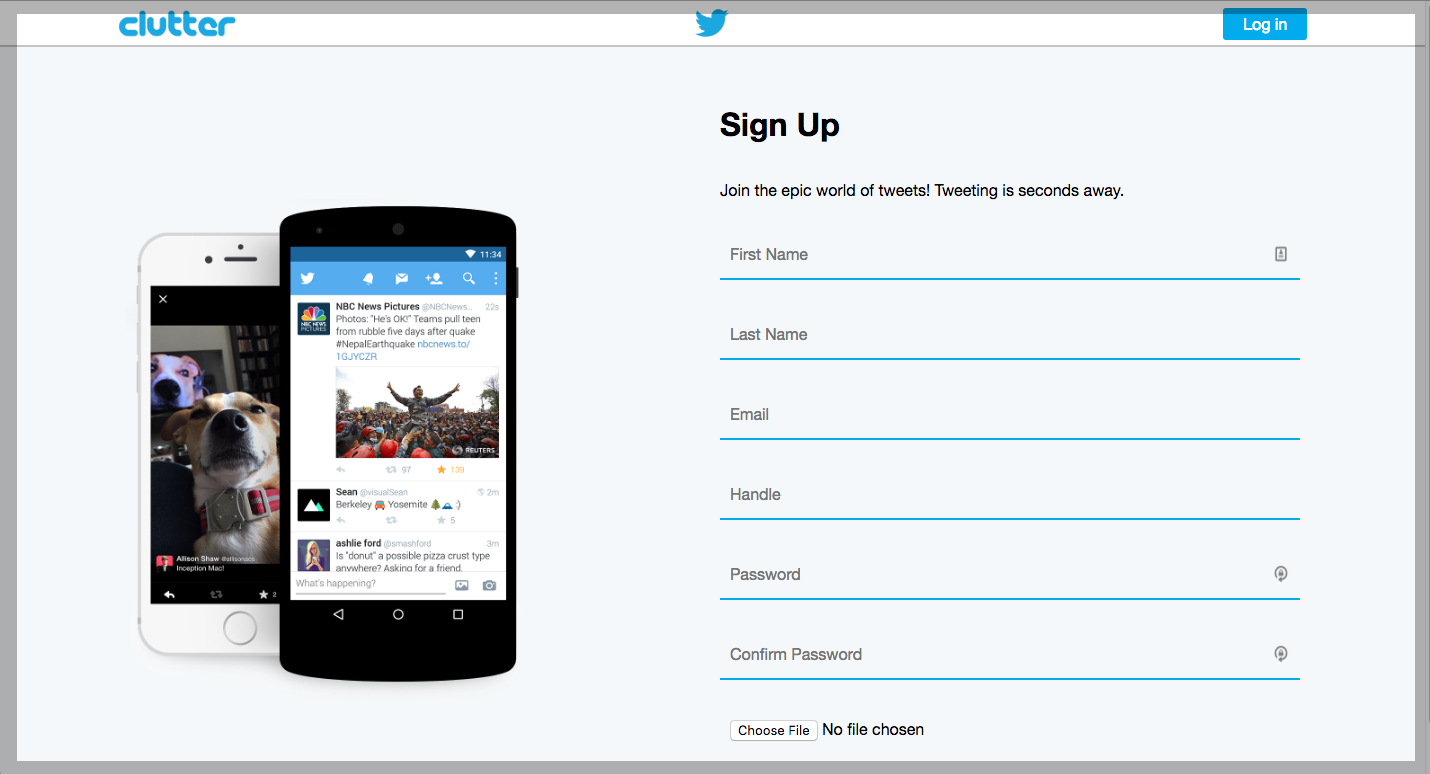 clutter
Log in
Sign Up
Join the epic world of tweets! Tweeting is seconds away.
First Name
Last Name
Email
Handle
Password
Confirm Password
Choose File No file chosen
Allison Shaw @allisonacs
Inception Mac!
2
11:34
NBC News Pictures @NBCNews.. 22s
Photos: "He's OK!" Teams pull teen
from rubble five days after quake
#NepalEarthquake nbcnews.to/
1GJYCZR
NBC NEWS
PICTURES
REUTERS
97 139
Sean @visualSean 2m
Berkeley 🚘 Yosemite 🌲🗻 :)
5
ashlie ford @smashford 3m
Is "donut" a possible pizza crust type
anywhere? Asking for a friend.
What's happening?